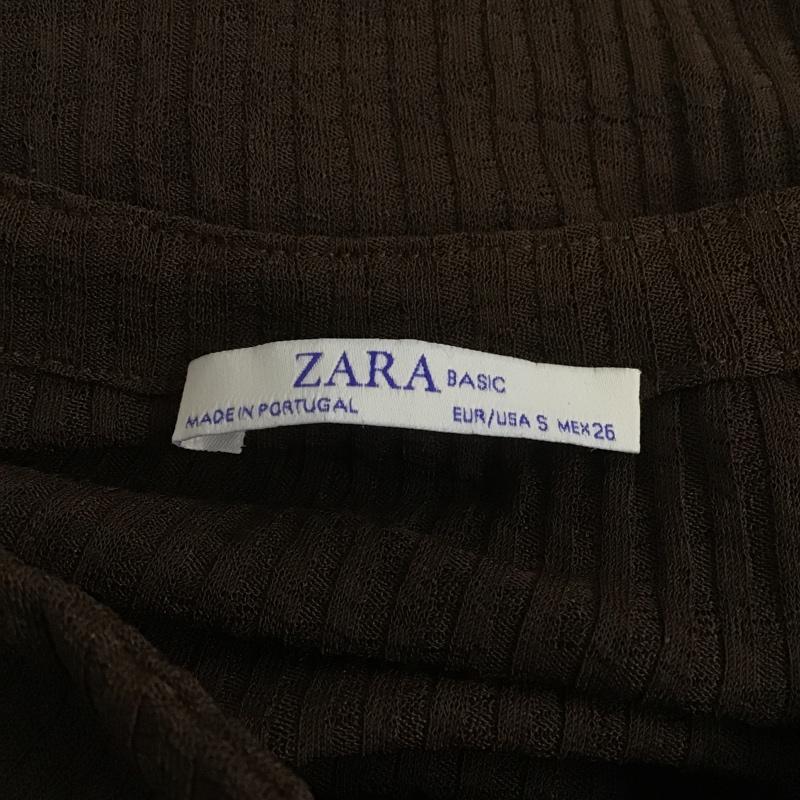 ZARA BASIC
MADE IN PORTUGAL EUR/USA S MEX 26